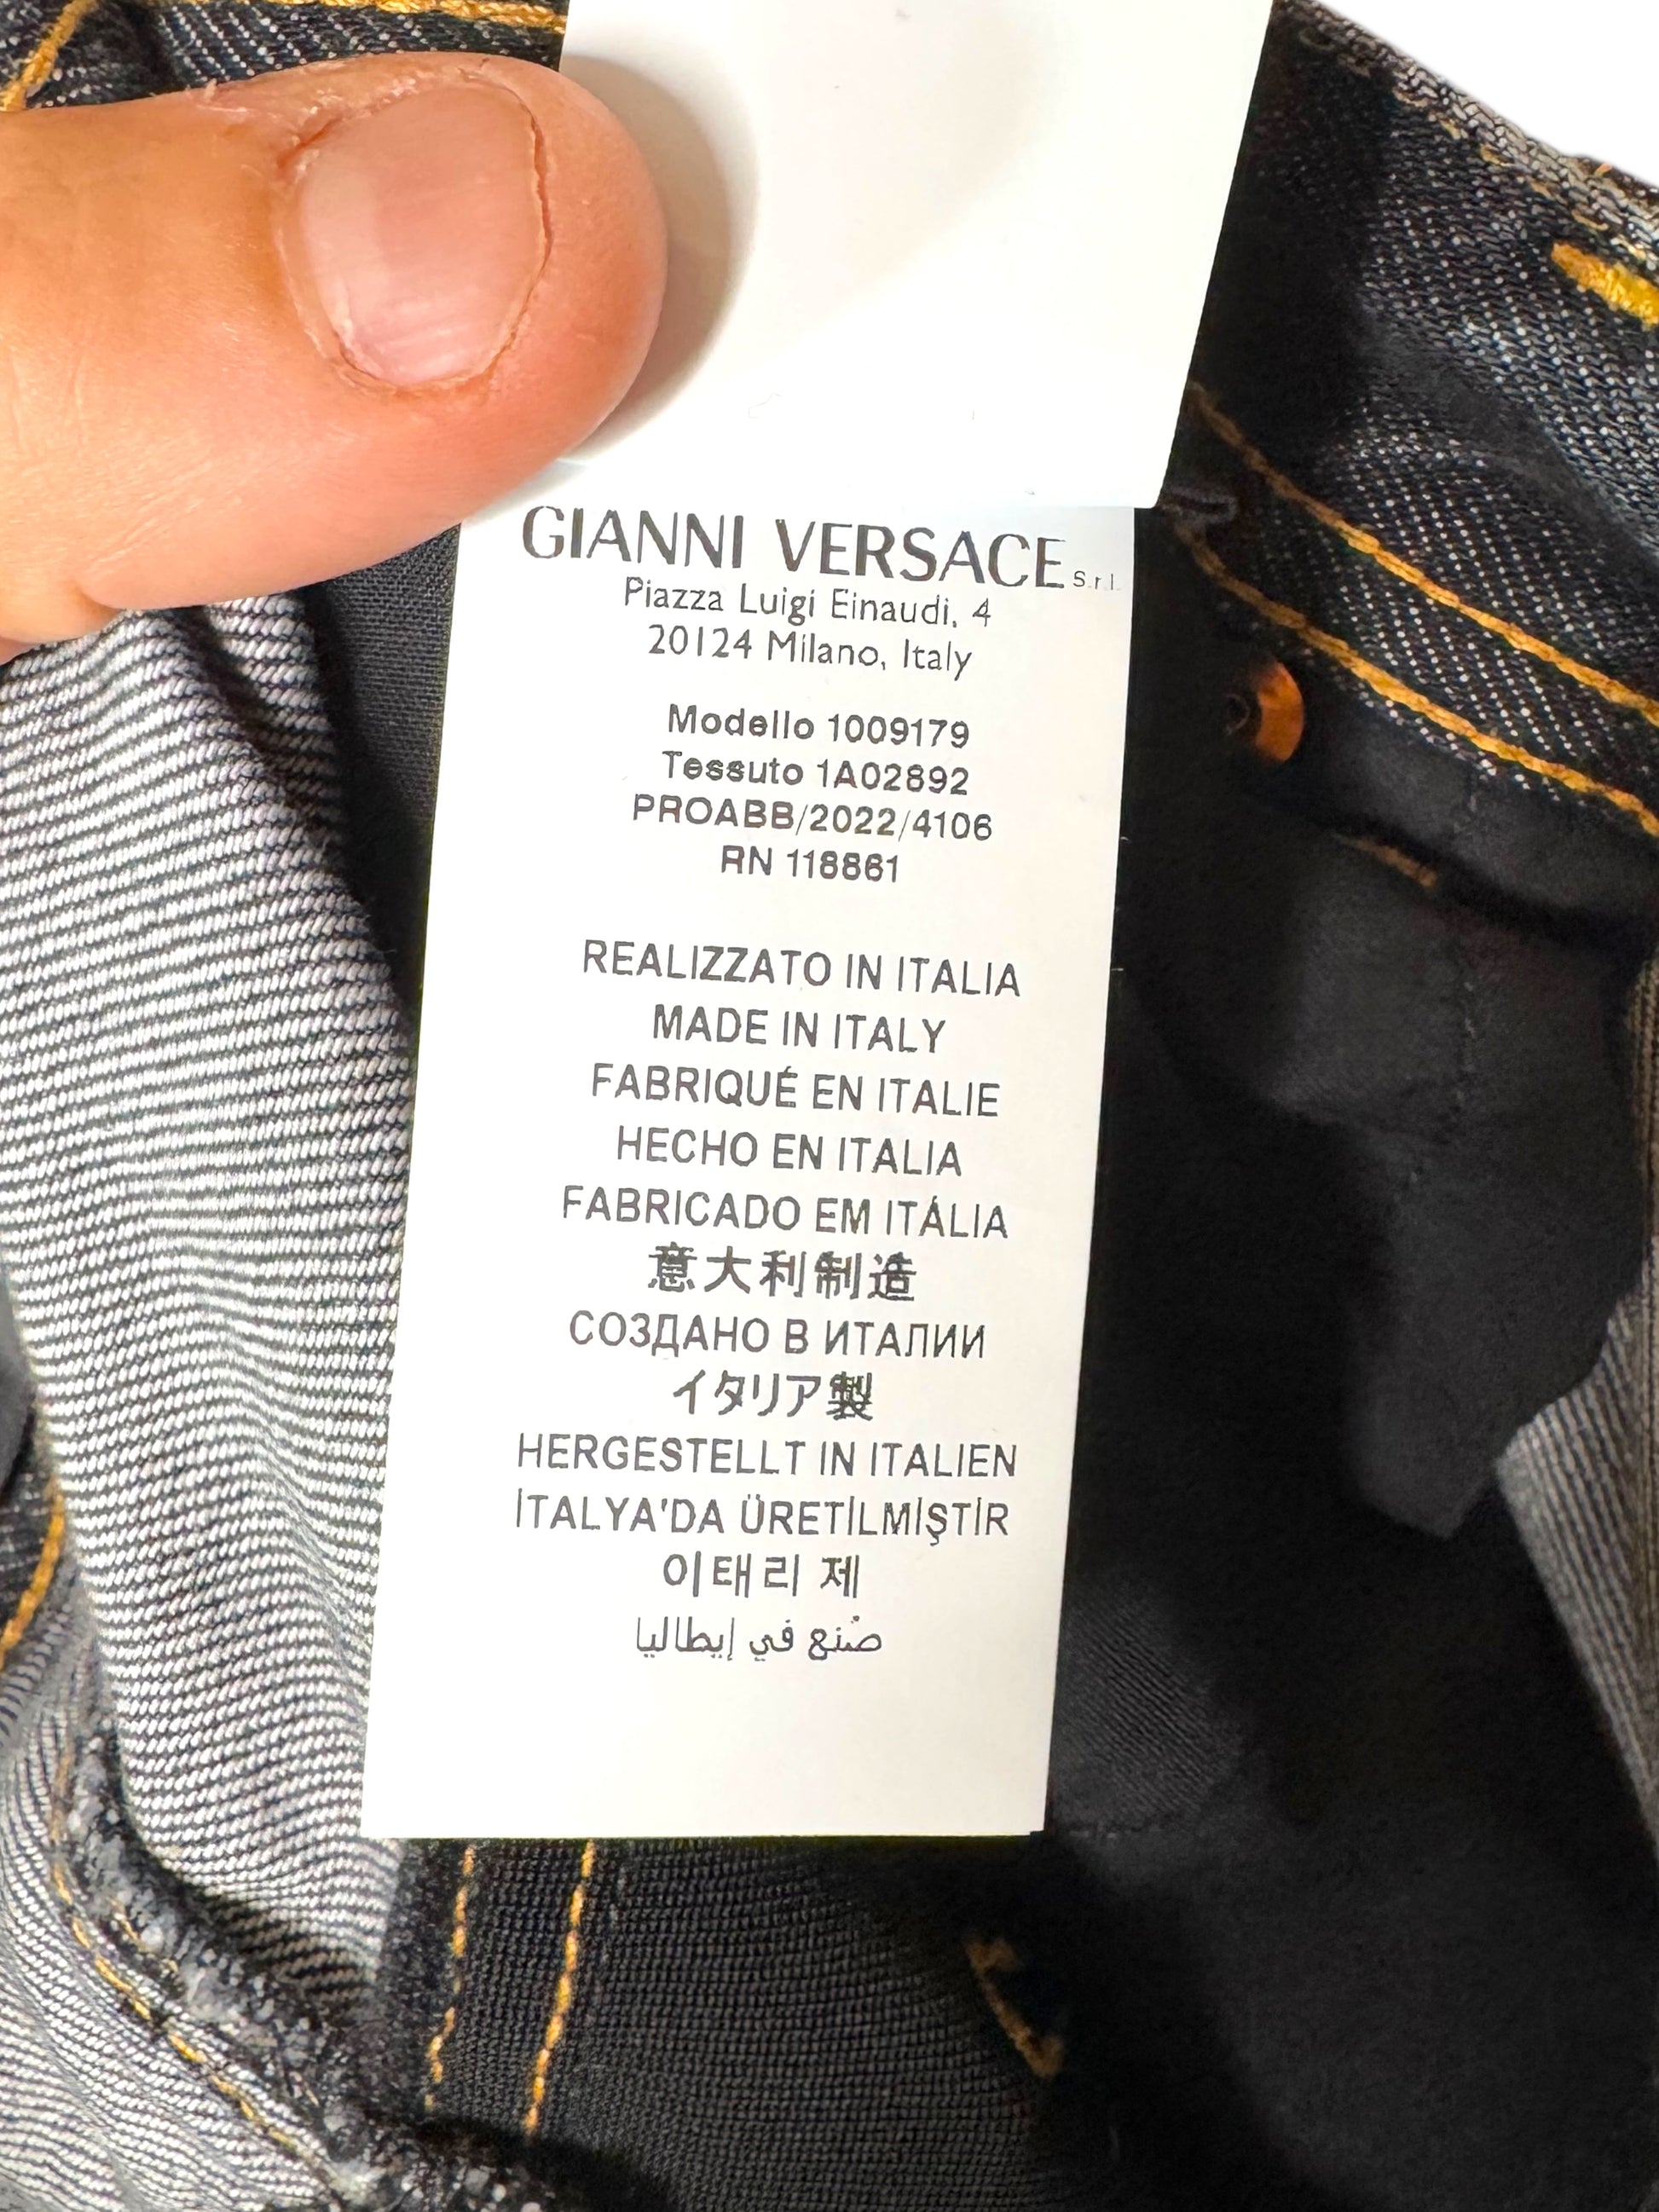 GIANNI VERSACE s.r.l.
Piazza Luigi Einaudi, 4
20124 Milano, Italy
Modello 1009179
Tessuto 1A02892
PROABB/2022/4106
RN 118861
REALIZZATO IN ITALIA
MADE IN ITALY
FABRIQUÉ EN ITALIE
HECHO EN ITALIA
FABRICADO EM ITÁLIA
意大利制造
СОЗДАНО В ИТАЛИИ
イタリア製
HERGESTELLT IN ITALIEN
İTALYA'DA ÜRETİLMİŞTİR
이태리 제
صُنع في إيطاليا